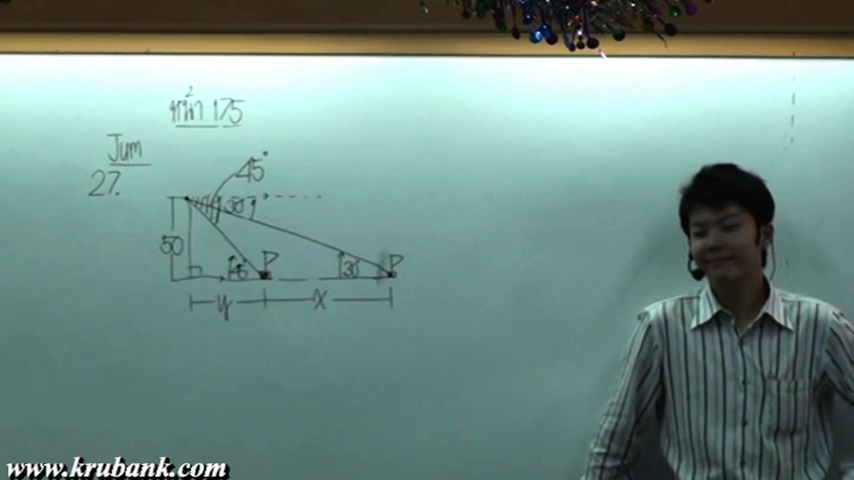 หน้า 175
Jum
27.
45°
30°
50
45°
P
30°
P
y
x
www.krubank.com